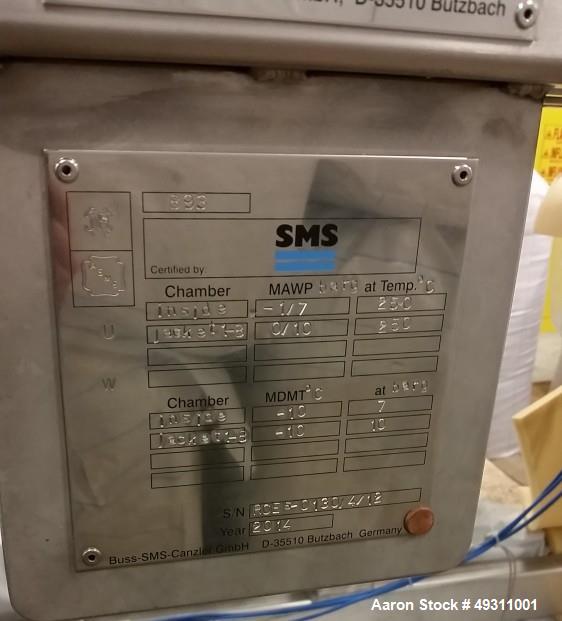 D-35510 Butzbach
893
SMS
Certified by:
Chamber MAWP barg at Temp. °C
inside -1/7 250
U jacket1-3 0/10 250
W
Chamber MDMT °C at barg
inside -10 7
jacket1-3 -10 10
S/N
Year 2014
Buss-SMS-Canzler GmbH D-35510 Butzbach Germany
Aaron Stock # 49311001